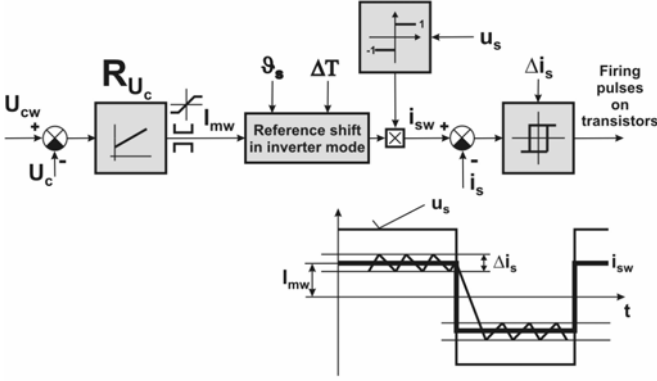 1
-1
u_s
R_Uc
ϑ_s
ΔT
Δi_s
Firing
pulses
on
transistors
U_cw
+
-
U_c
I_mw
Reference shift
in inverter mode
i_sw
+
-
i_s
u_s
Δi_s
i_sw
I_mw
t